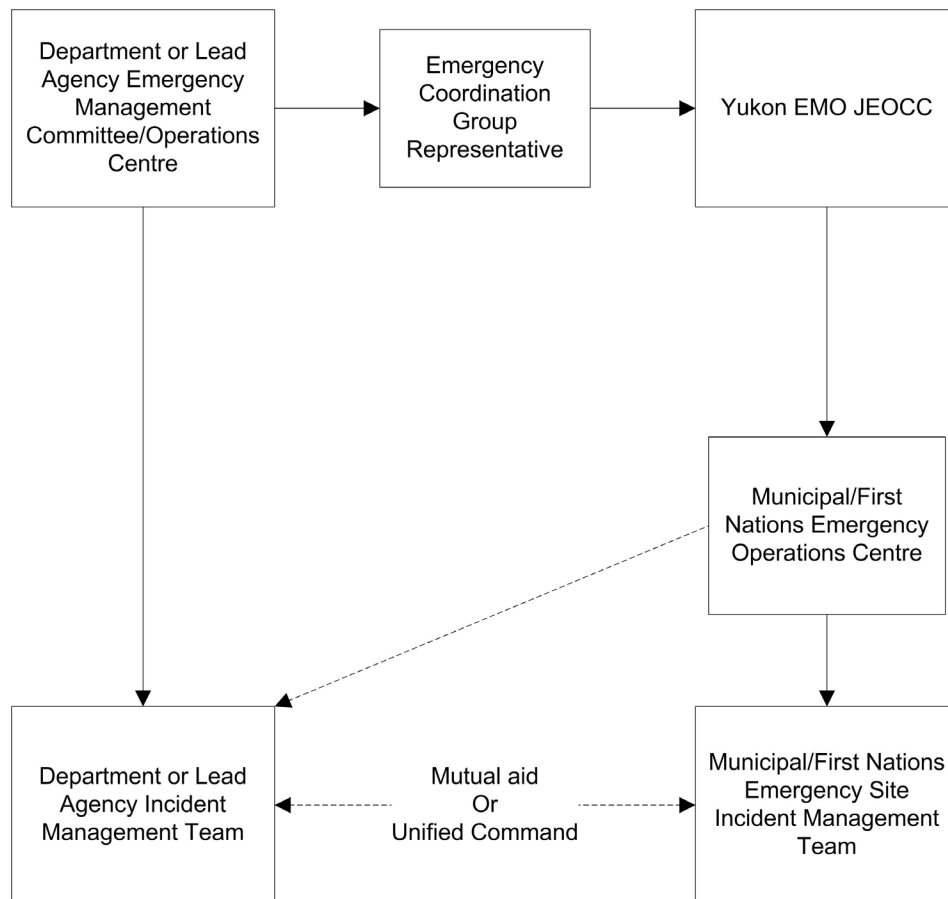 Department or Lead
Agency Emergency
Management
Committee/Operations
Centre
Emergency
Coordination
Group
Representative
Yukon EMO JEOCC
Municipal/First
Nations Emergency
Operations Centre
Department or Lead
Agency Incident
Management Team
Mutual aid
Or
Unified Command
Municipal/First Nations
Emergency Site
Incident Management
Team